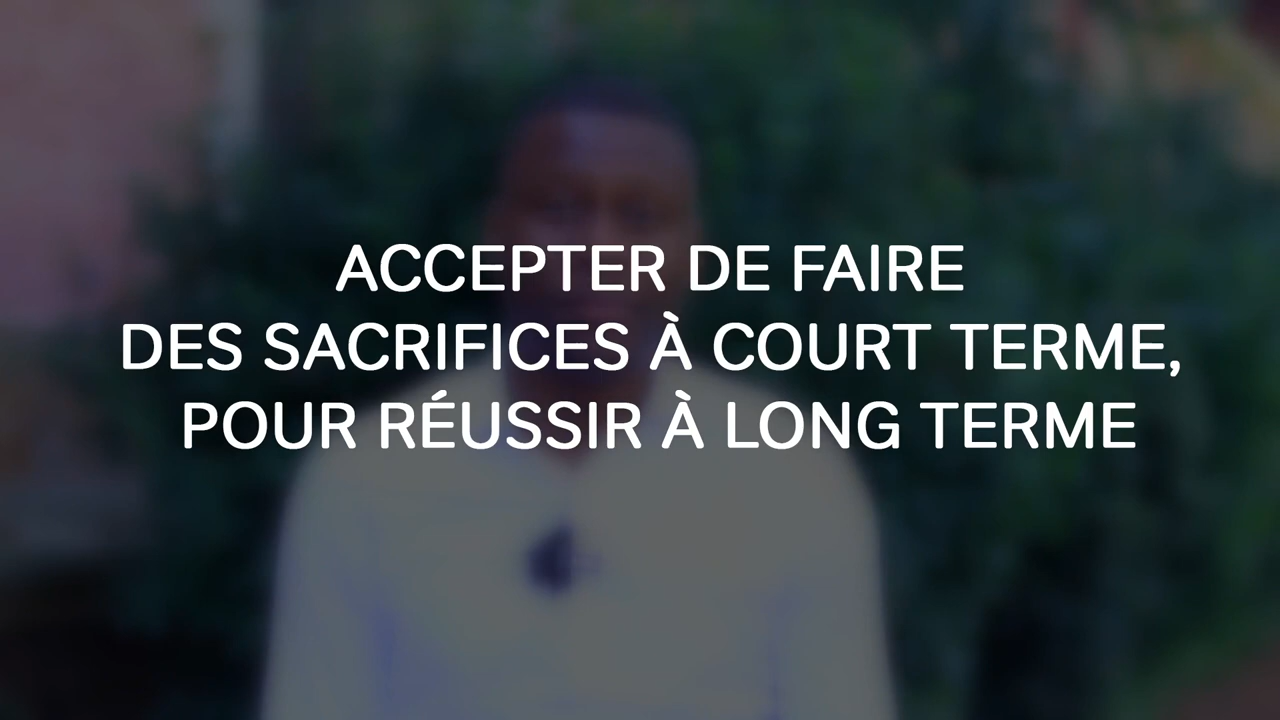 ACCEPTER DE FAIRE
DES SACRIFICES À COURT TERME,
POUR RÉUSSIR À LONG TERME